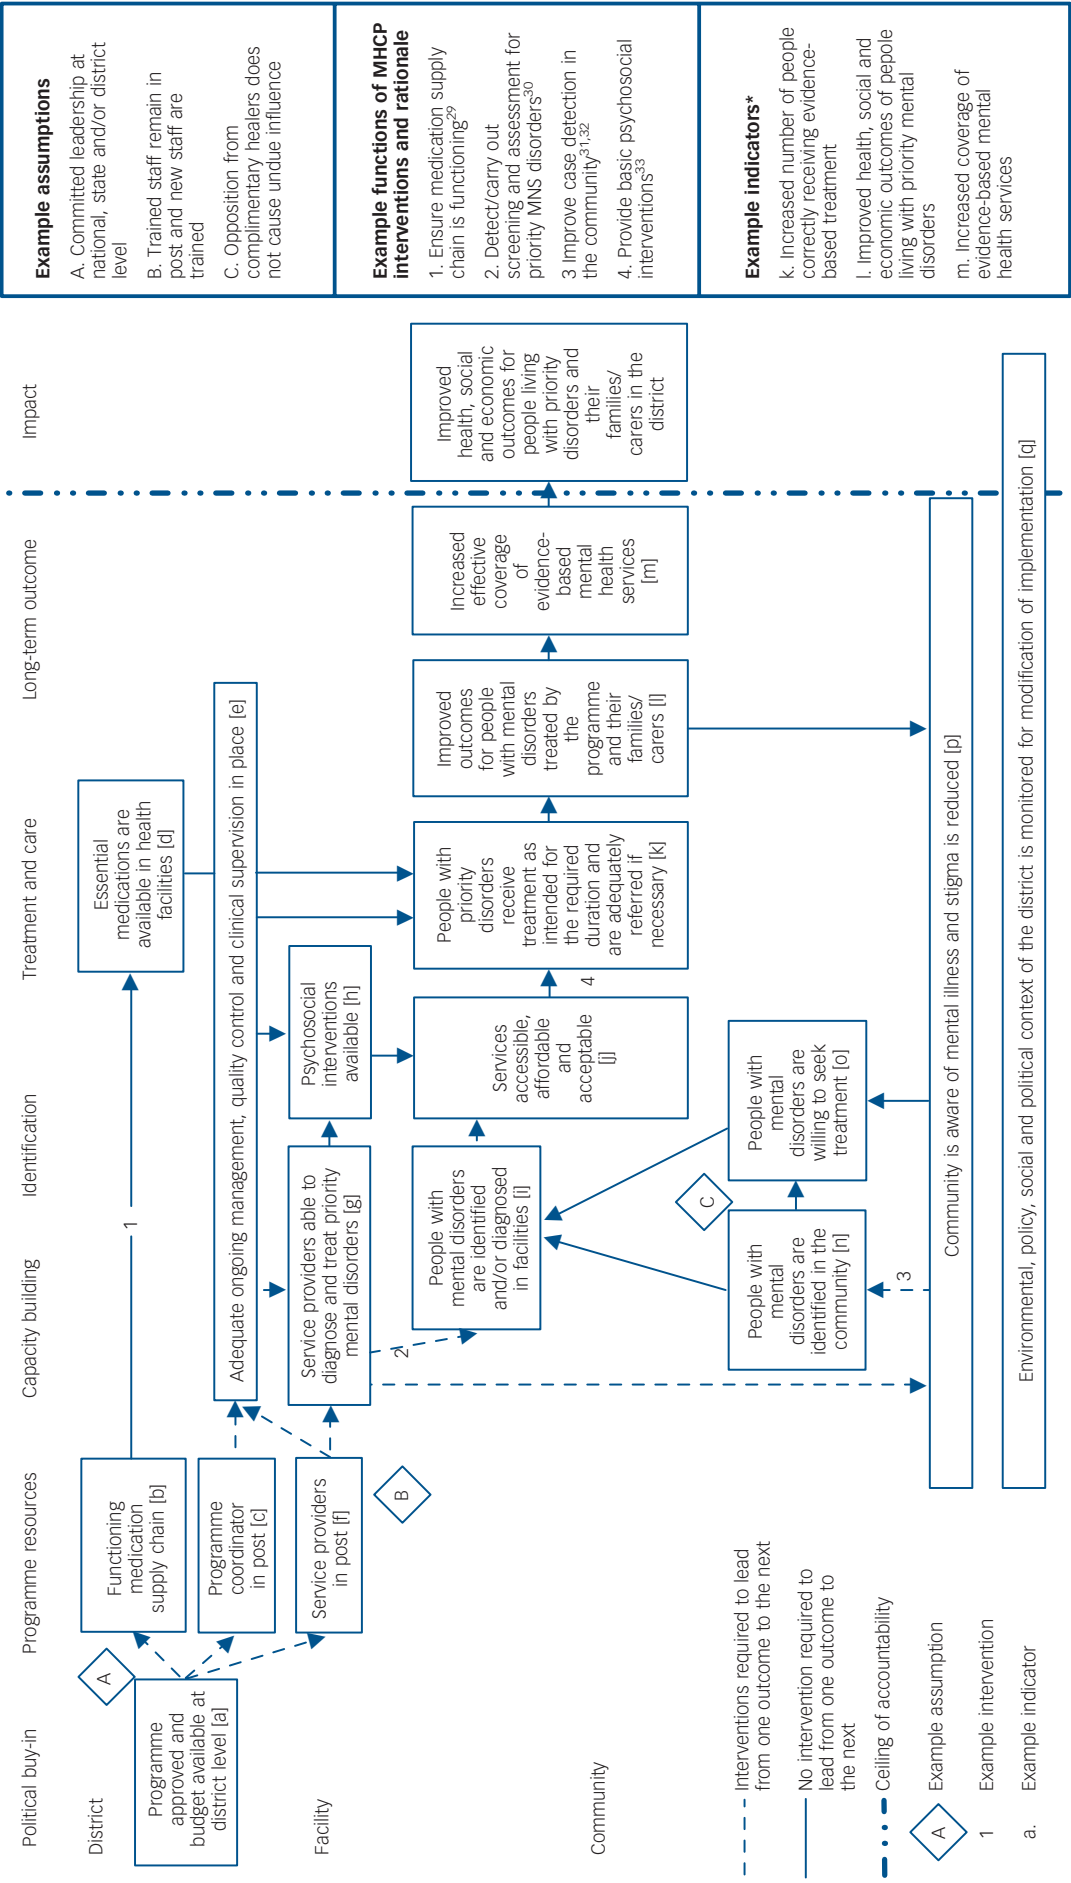 Political buy-in
Programme resources
Capacity building
Identification
Treatment and care
Long-term outcome
Impact
District
Programme
approved and
budget available at
district level [a]
A
Functioning
medication
supply chain [b]
1
Essential
medications are
available in health
facilities [d]
Programme
coordinator
in post [c]
Adequate ongoing management, quality control and clinical supervision in place [e]
Facility
Service providers
in post [f]
B
Service providers able to
diagnose and treat priority
mental disorders [g]
Psychosocial
interventions
available [h]
2
People with
mental disorders
are identified
and/or diagnosed
in facilities [i]
Services
accessible,
affordable
and
acceptable
[j]
4
People with
priority
disorders
receive
treatment as
intended for
the required
duration and
are adequately
referred if
necessary [k]
Improved
outcomes
for people
with mental
disorders
treated by
the
programme
and their
families/
carers [l]
Increased
effective
coverage
of
evidence-
based
mental
health
services
[m]
Improved
health, social
and economic
outcomes for
people living
with priority
disorders and
their
families/
carers in the
district
Community
C
People with
mental
disorders are
identified in the
community [n]
People with
mental
disorders are
willing to seek
treatment [o]
3
Community is aware of mental illness and stigma is reduced [p]
Environmental, policy, social and political context of the district is monitored for modification of implementation [q]
Interventions required to lead
from one outcome to the next
No intervention required to
lead from one outcome to
the next
Ceiling of accountability
A
Example assumption
1
Example intervention
a.
Example indicator
Example assumptions
A. Committed leadership at
national, state and/or district
level
B. Trained staff remain in
post and new staff are
trained
C. Opposition from
complimentary healers does
not cause undue influence
Example functions of MHCP
interventions and rationale
1. Ensure medication supply
chain is functioning29
2. Detect/carry out
screening and assessment for
priority MNS disorders30
3 Improve case detection in
the community31,32
4. Provide basic psychosocial
interventions33
Example indicators*
k. Increased number of people
correctly receiving evidence-
based treatment
l. Improved health, social and
economic outcomes of pepole
living with priority mental
disorders
m. Increased coverage of
evidence-based mental
health services